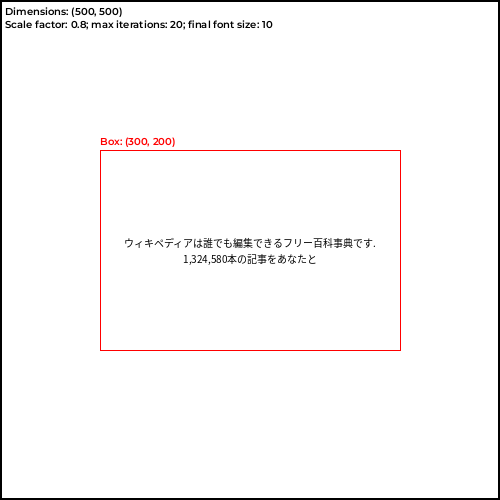 Dimensions: (500, 500)
Scale factor: 0.8; max iterations: 20; final font size: 10
Box: (300, 200)
ウィキペディアは誰でも編集できるフリー百科事典です.
1,324,580本の記事をあなたと